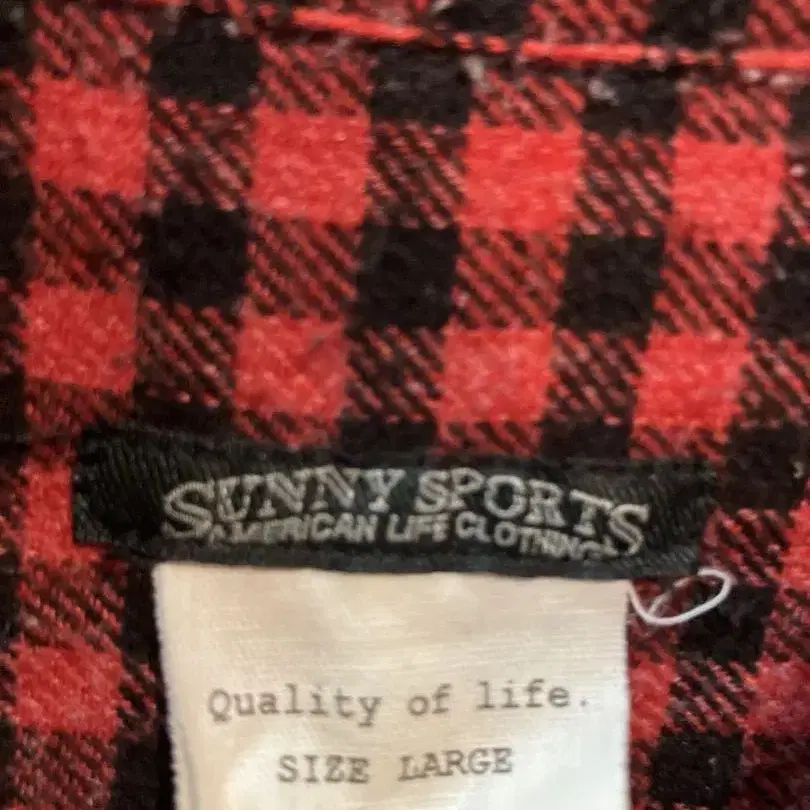 SUNNY SPORTS
AMERICAN LIFE CLOTHING
Quality of life.
SIZE LARGE